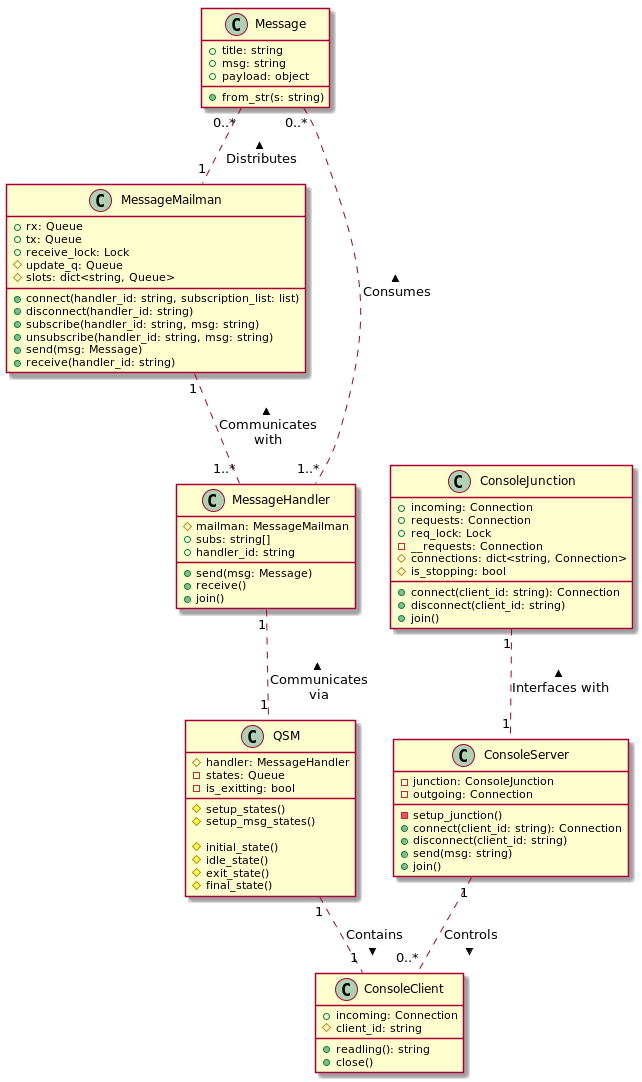 C Message
title: string
msg: string
payload: object
from_str(s: string)
0..* 0..*
▲
Distributes
1
C MessageMailman
rx: Queue
tx: Queue
receive_lock: Lock
update_q: Queue
slots: dict<string, Queue>
connect(handler_id: string, subscription_list: list)
disconnect(handler_id: string)
subscribe(handler_id: string, msg: string)
unsubscribe(handler_id: string, msg: string)
send(msg: Message)
receive(handler_id: string)
▲
Consumes
1
▲
Communicates
with
1..* 1..*
C MessageHandler
mailman: MessageMailman
subs: string[]
handler_id: string
send(msg: Message)
receive()
join()
C ConsoleJunction
incoming: Connection
requests: Connection
req_lock: Lock
__requests: Connection
connections: dict<string, Connection>
is_stopping: bool
connect(client_id: string): Connection
disconnect(client_id: string)
join()
1
▲
Communicates
via
1
1
▲
Interfaces with
1
C QSM
handler: MessageHandler
states: Queue
is_exitting: bool
setup_states()
setup_msg_states()
initial_state()
idle_state()
exit_state()
final_state()
C ConsoleServer
junction: ConsoleJunction
outgoing: Connection
setup_junction()
connect(client_id: string): Connection
disconnect(client_id: string)
send(msg: string)
join()
1
Contains
▼
1
1
Controls
▼
0..*
C ConsoleClient
incoming: Connection
client_id: string
readling(): string
close()